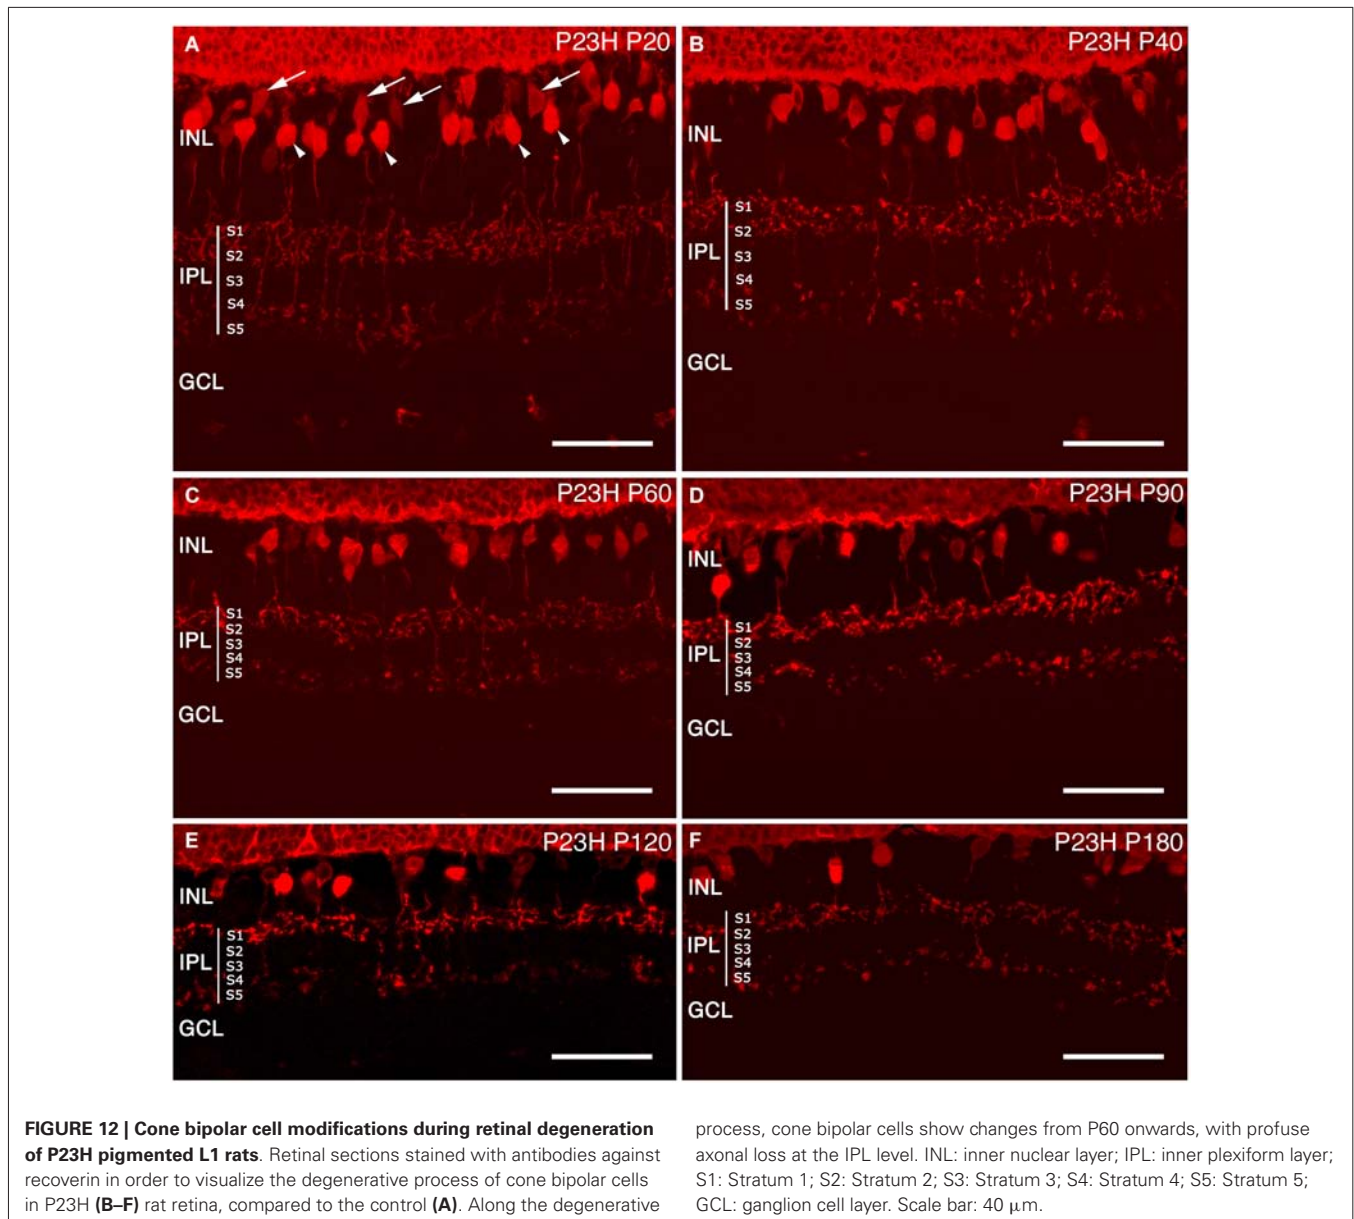 A
P23H P20
INL
S1
S2
IPL
S3
S4
S5
GCL
B
P23H P40
INL
S1
S2
IPL
S3
S4
S5
GCL
C
P23H P60
INL
S1
S2
IPL
S3
S4
S5
GCL
D
P23H P90
INL
S1
S2
IPL
S3
S4
S5
GCL
E
P23H P120
INL
S1
S2
IPL
S3
S4
S5
GCL
F
P23H P180
INL
S1
S2
IPL
S3
S4
S5
GCL
FIGURE 12 | Cone bipolar cell modifications during retinal degeneration
of P23H pigmented L1 rats. Retinal sections stained with antibodies against
recoverin in order to visualize the degenerative process of cone bipolar cells
in P23H (B–F) rat retina, compared to the control (A). Along the degenerative
process, cone bipolar cells show changes from P60 onwards, with profuse
axonal loss at the IPL level. INL: inner nuclear layer; IPL: inner plexiform layer;
S1: Stratum 1; S2: Stratum 2; S3: Stratum 3; S4: Stratum 4; S5: Stratum 5;
GCL: ganglion cell layer. Scale bar: 40 μm.